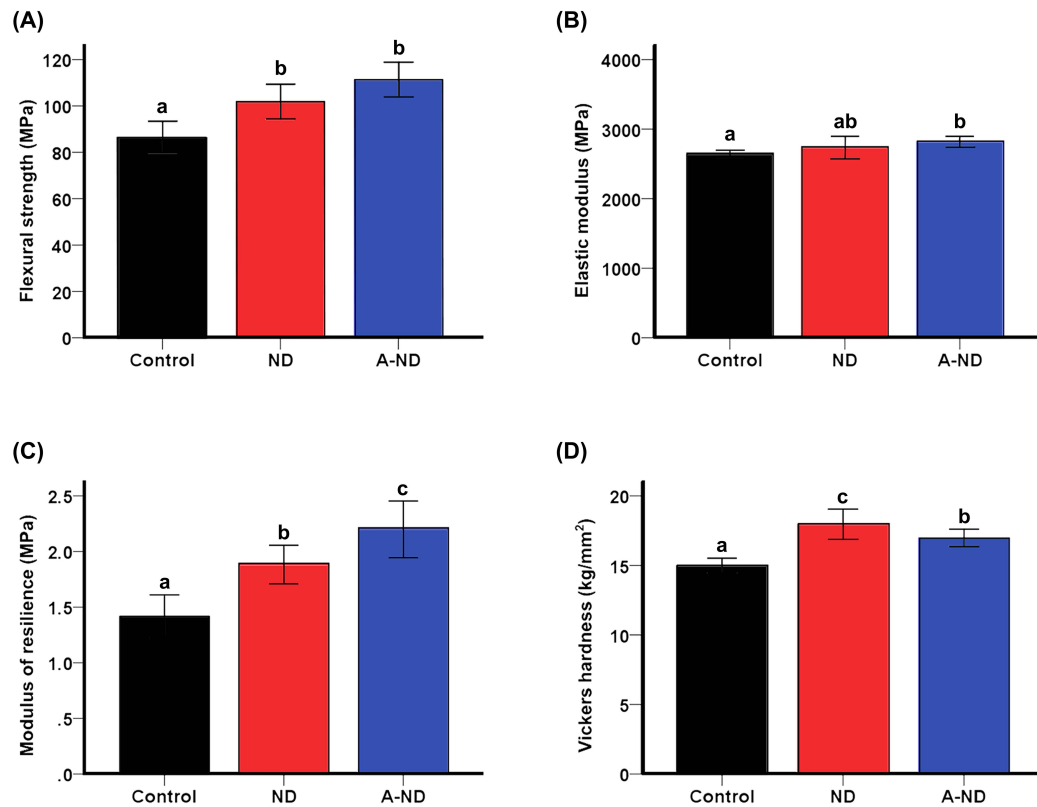 (A)
Flexural strength (MPa)
120
100
80
60
40
20
0
a
b
b
Control
ND
A-ND
(B)
Elastic modulus (MPa)
4000
3000
2000
1000
0
a
ab
b
Control
ND
A-ND
(C)
Modulus of resilience (MPa)
2.5
2.0
1.5
1.0
.5
.0
a
b
c
Control
ND
A-ND
(D)
Vickers hardness (kg/mm²)
20
15
10
5
0
a
c
b
Control
ND
A-ND